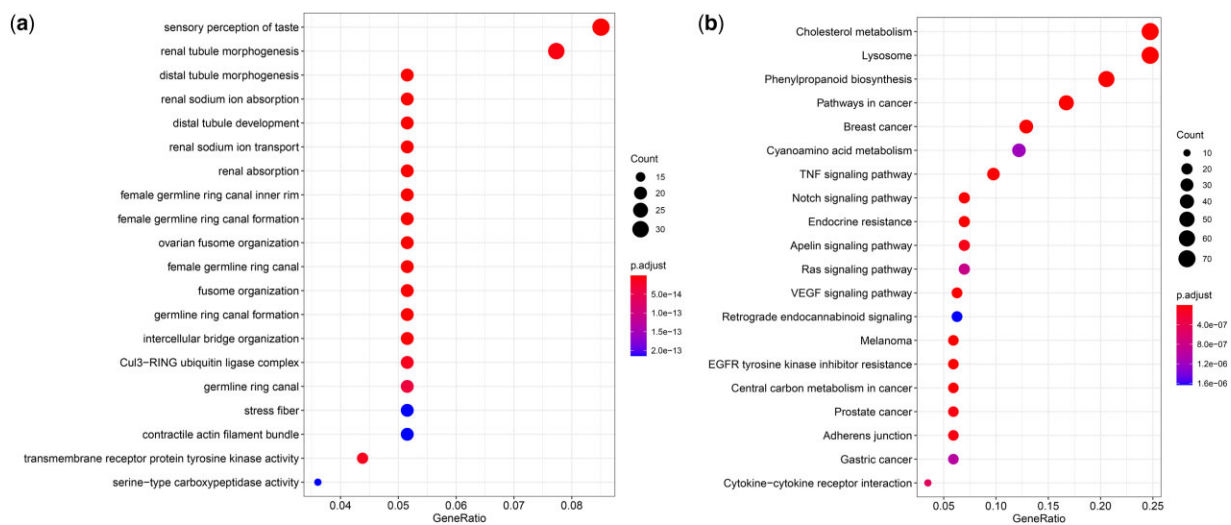 (a)
sensory perception of taste
renal tubule morphogenesis
distal tubule morphogenesis
renal sodium ion absorption
distal tubule development
renal sodium ion transport
renal absorption
female germline ring canal inner rim
female germline ring canal formation
ovarian fusome organization
female germline ring canal
fusome organization
germline ring canal formation
intercellular bridge organization
Cul3−RING ubiquitin ligase complex
germline ring canal
stress fiber
contractile actin filament bundle
transmembrane receptor protein tyrosine kinase activity
serine−type carboxypeptidase activity
0.04 0.05 0.06 0.07 0.08
GeneRatio
Count
15
20
25
30
p.adjust
5.0e−14
1.0e−13
1.5e−13
2.0e−13
(b)
Cholesterol metabolism
Lysosome
Phenylpropanoid biosynthesis
Pathways in cancer
Breast cancer
Cyanoamino acid metabolism
TNF signaling pathway
Notch signaling pathway
Endocrine resistance
Apelin signaling pathway
Ras signaling pathway
VEGF signaling pathway
Retrograde endocannabinoid signaling
Melanoma
EGFR tyrosine kinase inhibitor resistance
Central carbon metabolism in cancer
Prostate cancer
Adherens junction
Gastric cancer
Cytokine−cytokine receptor interaction
0.05 0.10 0.15 0.20 0.25
GeneRatio
Count
10
20
30
40
50
60
70
p.adjust
4.0e−07
8.0e−07
1.2e−06
1.6e−06